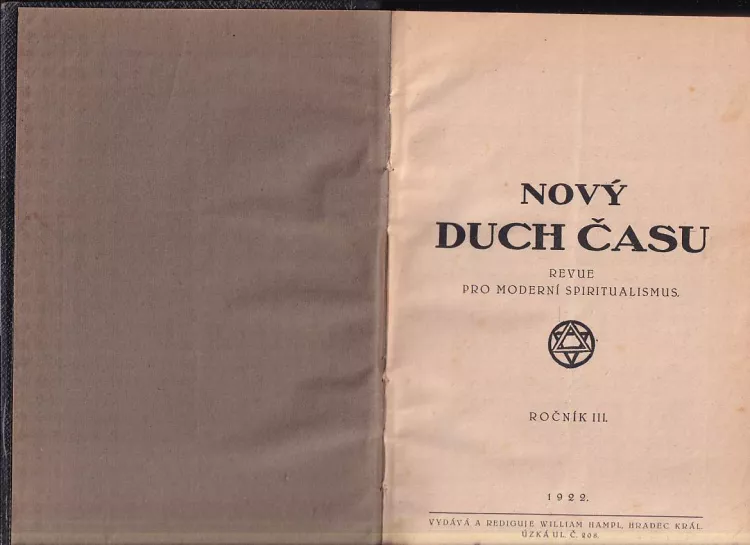 NOVÝ
DUCH ČASU
REVUE
PRO MODERNÍ SPIRITUALISMUS.
ROČNÍK III.
1922.
VYDÁVÁ A REDIGUJE WILLIAM HAMPL, HRADEC KRÁL.
ÚZKÁ UL. Č. 208.